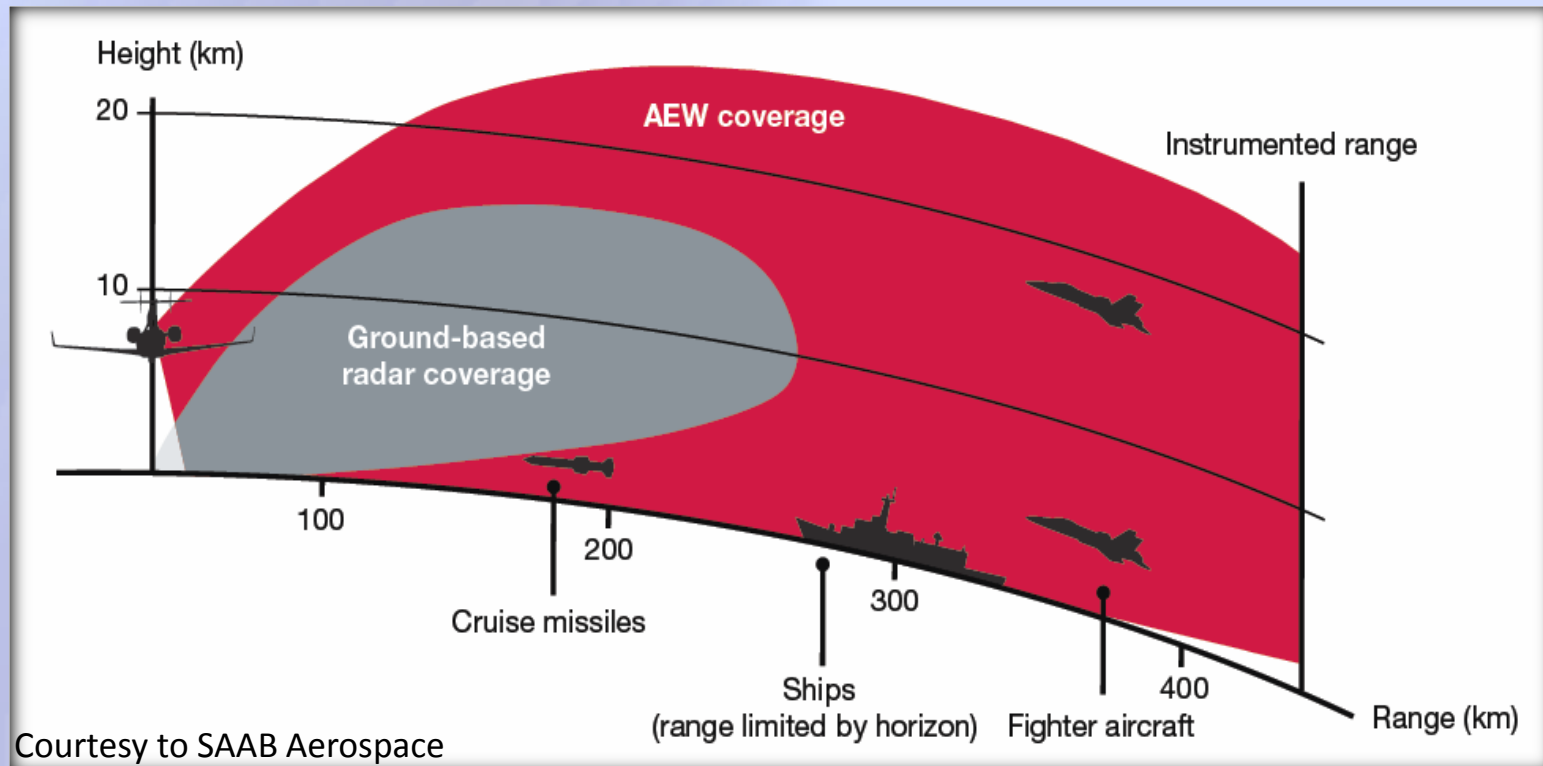 Height (km)
20
AEW coverage
Instrumented range
10
Ground-based
radar coverage
100
200
300
400
Cruise missiles
Ships
(range limited by horizon)
Fighter aircraft
Range (km)
Courtesy to SAAB Aerospace